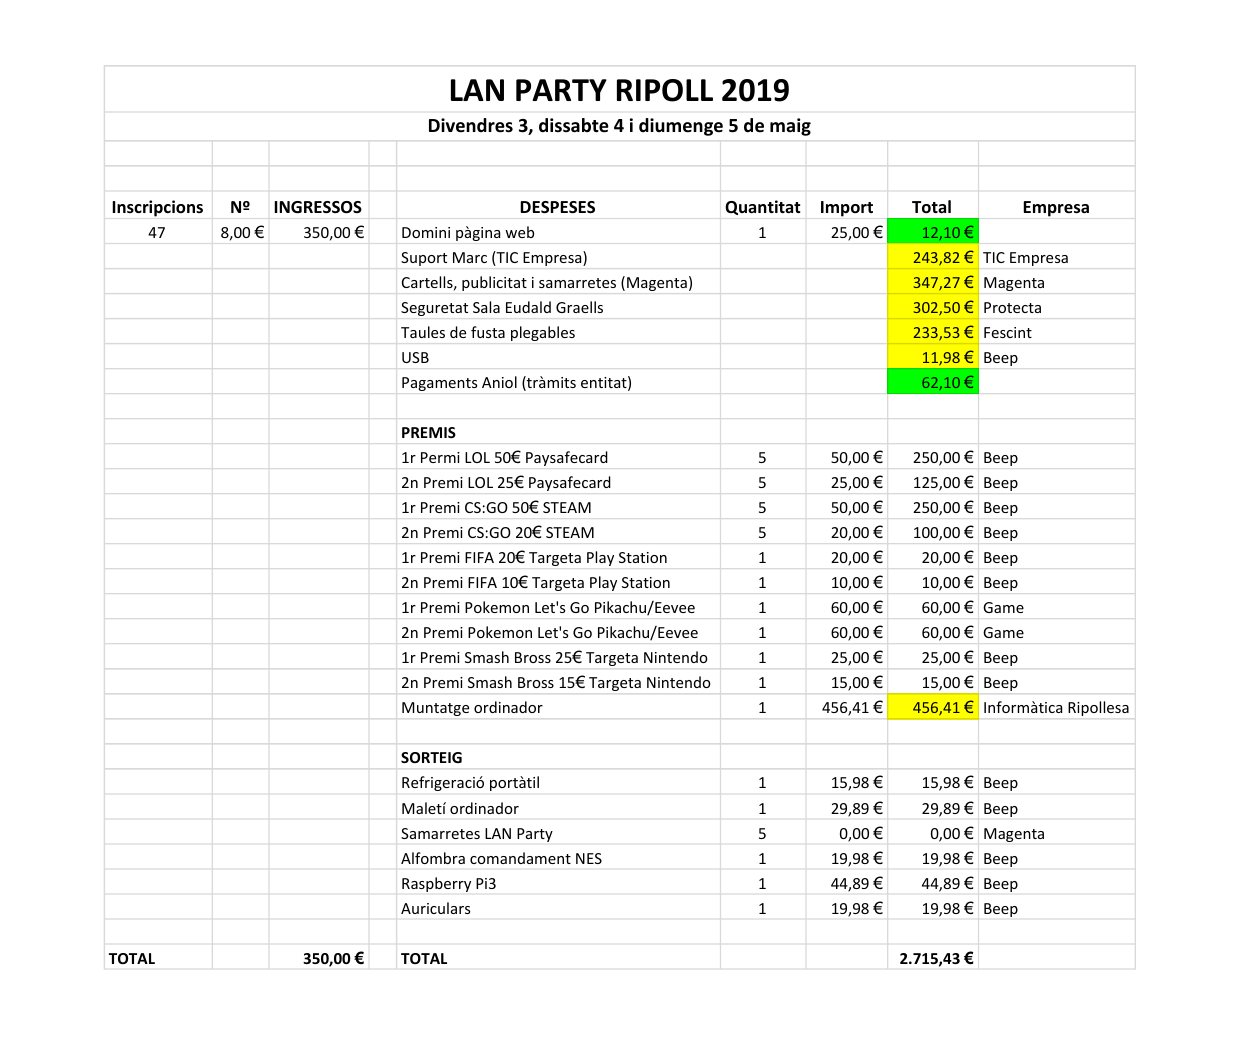 LAN PARTY RIPOLL 2019
Divendres 3, dissabte 4 i diumenge 5 de maig
Inscripcions Nº INGRESSOS DESPESES Quantitat Import Total Empresa
47 8,00 € 350,00 € Domini pàgina web 1 25,00 € 12,10 €
Suport Marc (TIC Empresa) 243,82 € TIC Empresa
Cartells, publicitat i samarretes (Magenta) 347,27 € Magenta
Seguretat Sala Eudald Graells 302,50 € Protecta
Taules de fusta plegables 233,53 € Fescint
USB 11,98 € Beep
Pagaments Aniol (tràmits entitat) 62,10 €
PREMIS
1r Permi LOL 50€ Paysafecard 5 50,00 € 250,00 € Beep
2n Premi LOL 25€ Paysafecard 5 25,00 € 125,00 € Beep
1r Premi CS:GO 50€ STEAM 5 50,00 € 250,00 € Beep
2n Premi CS:GO 20€ STEAM 5 20,00 € 100,00 € Beep
1r Premi FIFA 20€ Targeta Play Station 1 20,00 € 20,00 € Beep
2n Premi FIFA 10€ Targeta Play Station 1 10,00 € 10,00 € Beep
1r Premi Pokemon Let's Go Pikachu/Eevee 1 60,00 € 60,00 € Game
2n Premi Pokemon Let's Go Pikachu/Eevee 1 60,00 € 60,00 € Game
1r Premi Smash Bross 25€ Targeta Nintendo 1 25,00 € 25,00 € Beep
2n Premi Smash Bross 15€ Targeta Nintendo 1 15,00 € 15,00 € Beep
Muntatge ordinador 1 456,41 € 456,41 € Informàtica Ripollesa
SORTEIG
Refrigeració portàtil 1 15,98 € 15,98 € Beep
Maletí ordinador 1 29,89 € 29,89 € Beep
Samarretes LAN Party 5 0,00 € 0,00 € Magenta
Alfombra comandament NES 1 19,98 € 19,98 € Beep
Raspberry Pi3 1 44,89 € 44,89 € Beep
Auriculars 1 19,98 € 19,98 € Beep
TOTAL 350,00 € TOTAL 2.715,43 €